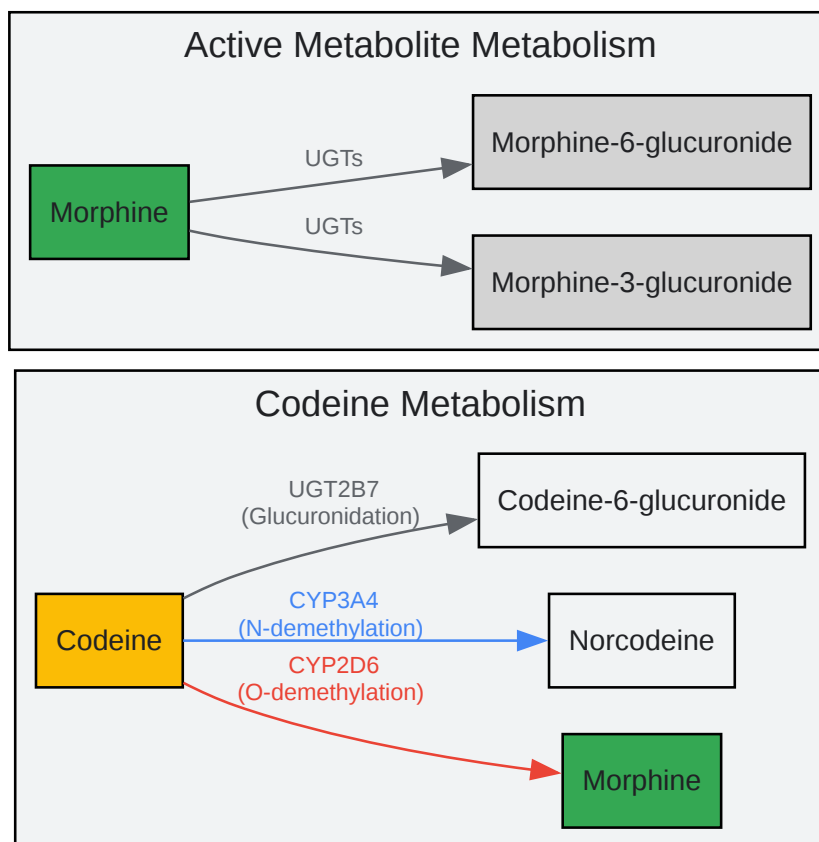 Active Metabolite Metabolism
Morphine
UGTs
Morphine-6-glucuronide
UGTs
Morphine-3-glucuronide
Codeine Metabolism
Codeine
UGT2B7
(Glucuronidation)
Codeine-6-glucuronide
CYP3A4
(N-demethylation)
Norcodeine
CYP2D6
(O-demethylation)
Morphine